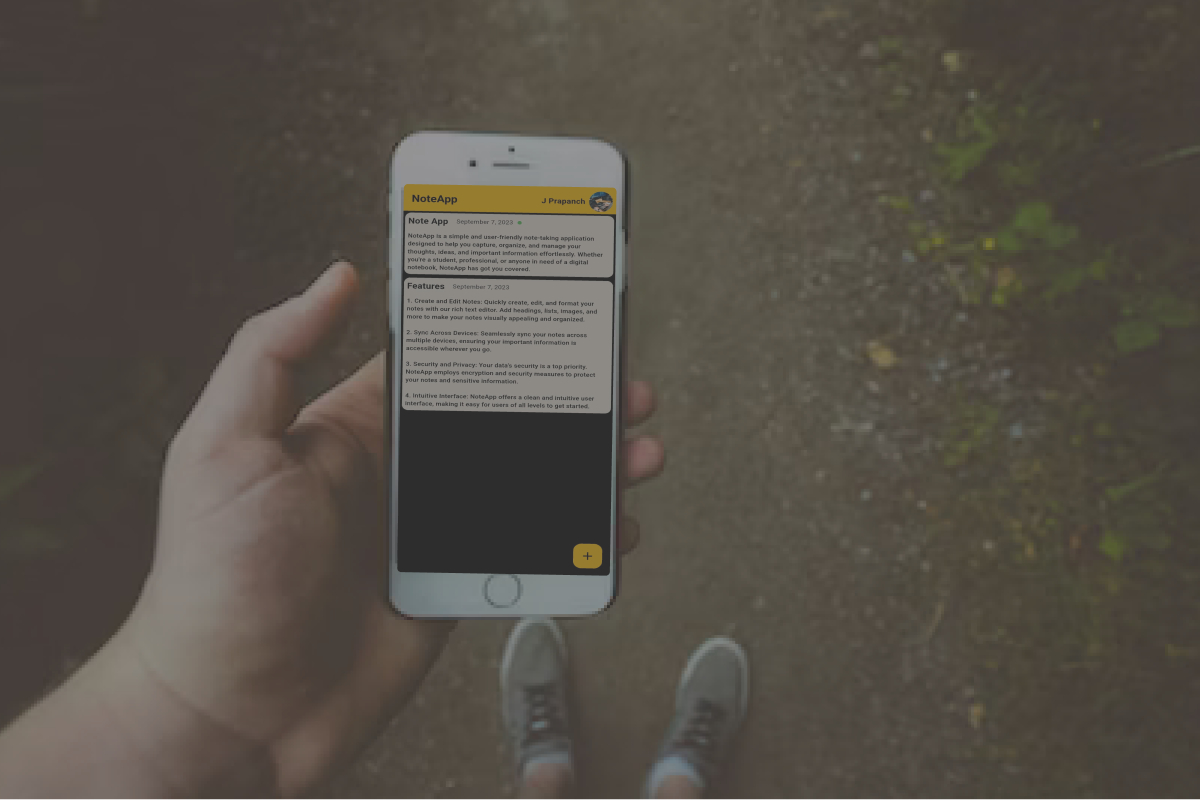 NoteApp J Prapanch
Note App September 7, 2023
NoteApp is a simple and user-friendly note-taking application
designed to help you capture, organize, and manage your
thoughts, ideas, and important information effortlessly. Whether
you're a student, professional, or anyone in need of a digital
notebook, NoteApp has got you covered.
Features September 7, 2023
1. Create and Edit Notes: Quickly create, edit, and format your
notes with our rich text editor. Add headings, lists, images, and
more to make your notes visually appealing and organized.
2. Sync Across Devices: Seamlessly sync your notes across
multiple devices, ensuring your important information is
accessible wherever you go.
3. Security and Privacy: Your data's security is a top priority.
NoteApp employs encryption and security measures to protect
your notes and sensitive information.
4. Intuitive Interface: NoteApp offers a clean and intuitive user
interface, making it easy for users of all levels to get started.
+